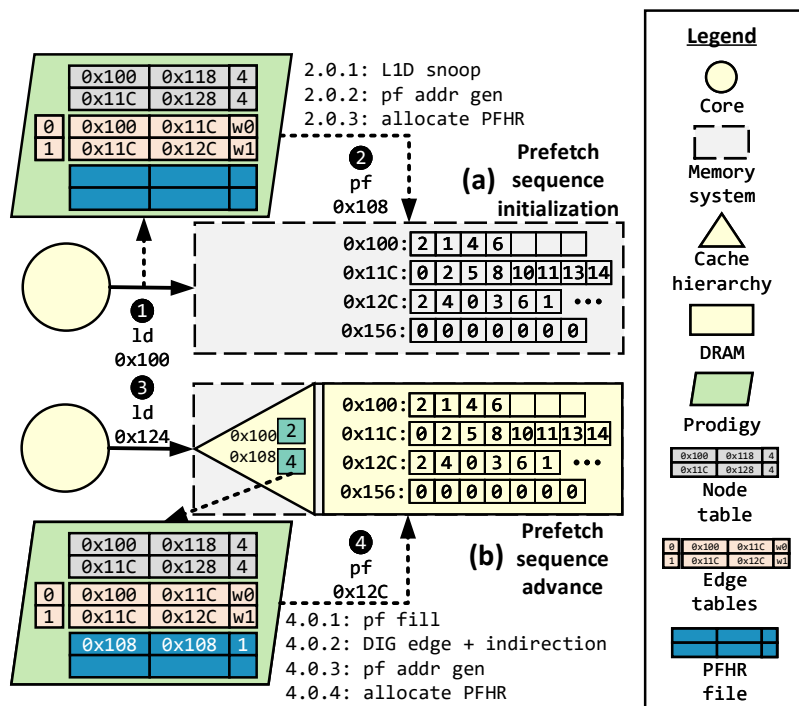 0x100 0x118 4
0x11C 0x128 4
0 0x100 0x11C w0
1 0x11C 0x12C w1
2.0.1: L1D snoop
2.0.2: pf addr gen
2.0.3: allocate PFHR
2
pf
0x108
(a) Prefetch
sequence
initialization
0x100: 2 1 4 6
0x11C: 0 2 5 8 10 11 13 14
0x12C: 2 4 0 3 6 1 •••
0x156: 0 0 0 0 0 0 0
1
ld
0x100
3
ld
0x124
0x100 2
0x108 4
0x100: 2 1 4 6
0x11C: 0 2 5 8 10 11 13 14
0x12C: 2 4 0 3 6 1 •••
0x156: 0 0 0 0 0 0 0
0x100 0x118 4
0x11C 0x128 4
0 0x100 0x11C w0
1 0x11C 0x12C w1
0x108 0x108 1
4
pf
0x12C
(b) Prefetch
sequence
advance
4.0.1: pf fill
4.0.2: DIG edge + indirection
4.0.3: pf addr gen
4.0.4: allocate PFHR
Legend
Core
Memory
system
Cache
hierarchy
DRAM
Prodigy
0x100 0x118 4
0x11C 0x128 4
Node
table
0 0x100 0x11C w0
1 0x11C 0x12C w1
Edge
tables
PFHR
file